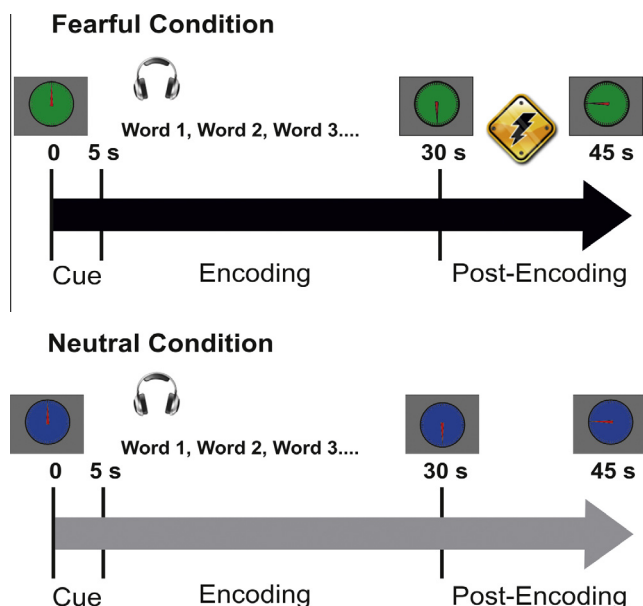 Fearful Condition
Word 1, Word 2, Word 3....
0 5 s 30 s 45 s
Cue Encoding Post-Encoding
Neutral Condition
Word 1, Word 2, Word 3....
0 5 s 30 s 45 s
Cue Encoding Post-Encoding